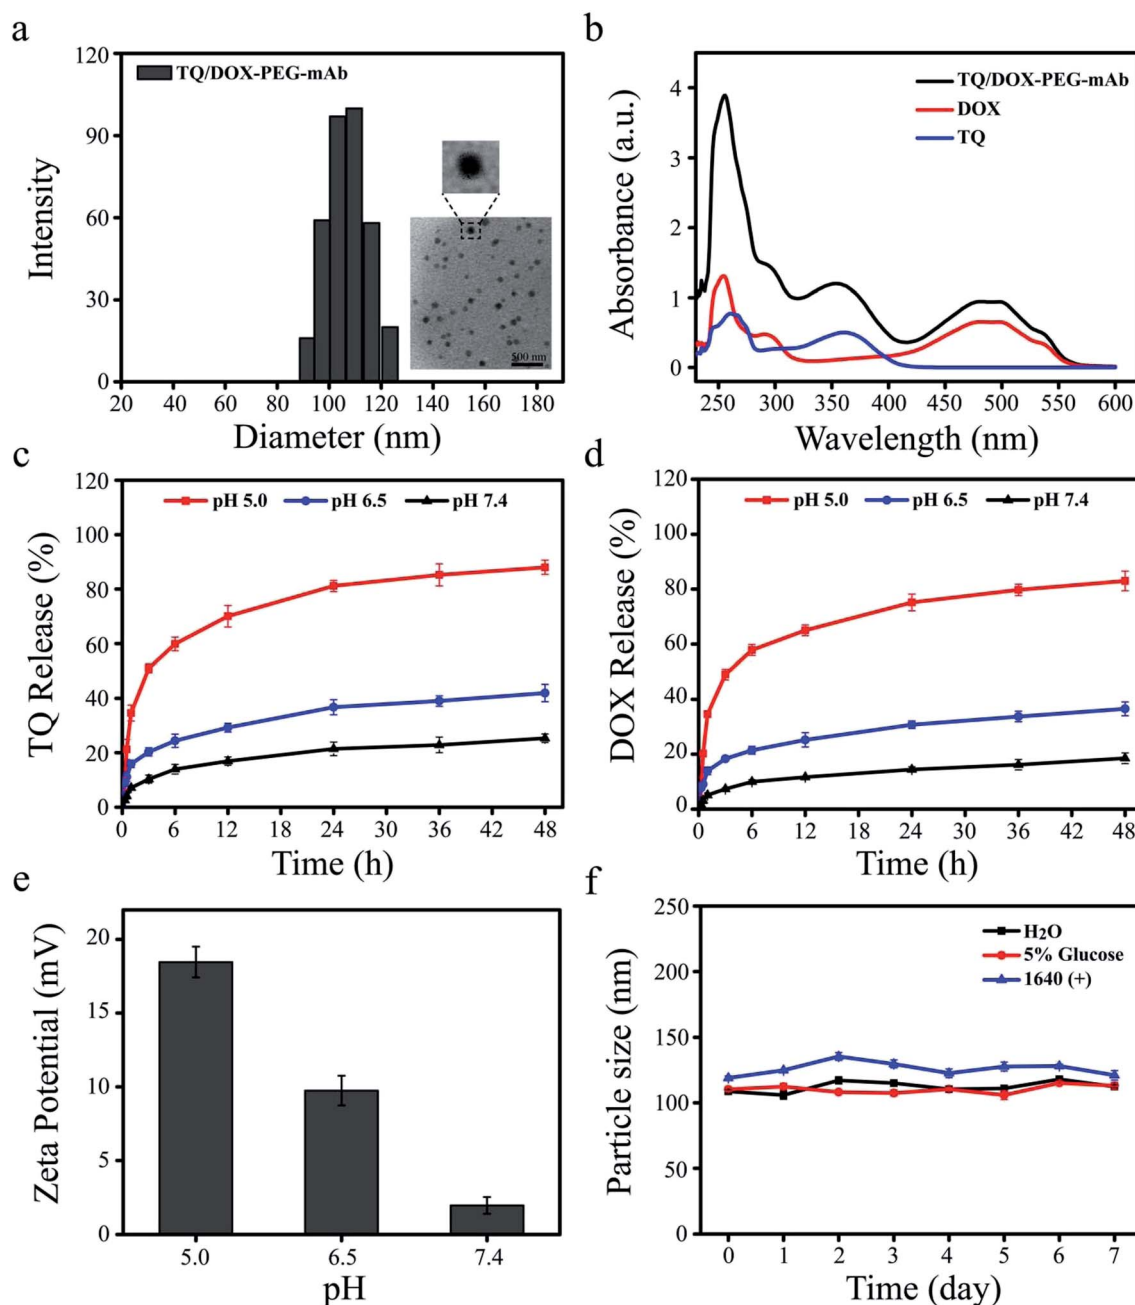 a
120
90
60
30
0
Intensity
TQ/DOX-PEG-mAb
500 nm
20 40 60 80 100 120 140 160 180
Diameter (nm)
b
4
3
2
1
0
Absorbance (a.u.)
TQ/DOX-PEG-mAb
DOX
TQ
250 300 350 400 450 500 550 600
Wavelength (nm)
c
120
100
80
60
40
20
0
TQ Release (%)
pH 5.0 pH 6.5 pH 7.4
0 6 12 18 24 30 36 42 48
Time (h)
d
120
100
80
60
40
20
0
DOX Release (%)
pH 5.0 pH 6.5 pH 7.4
0 6 12 18 24 30 36 42 48
Time (h)
e
20
15
10
5
0
Zeta Potential (mV)
5.0 6.5 7.4
pH
f
250
200
150
100
50
0
Particle size (nm)
H2O
5% Glucose
1640 (+)
0 1 2 3 4 5 6 7
Time (day)